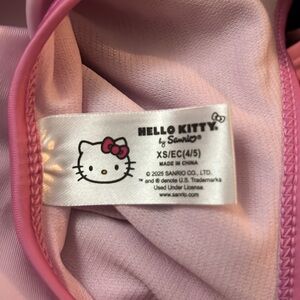 HELLO KITTY®
by Sanrio®
XS/EC(4/5)
MADE IN CHINA
© 2025 SANRIO CO., LTD.
™ and ® denote U.S. Trademarks
Used Under License.
www.sanrio.com